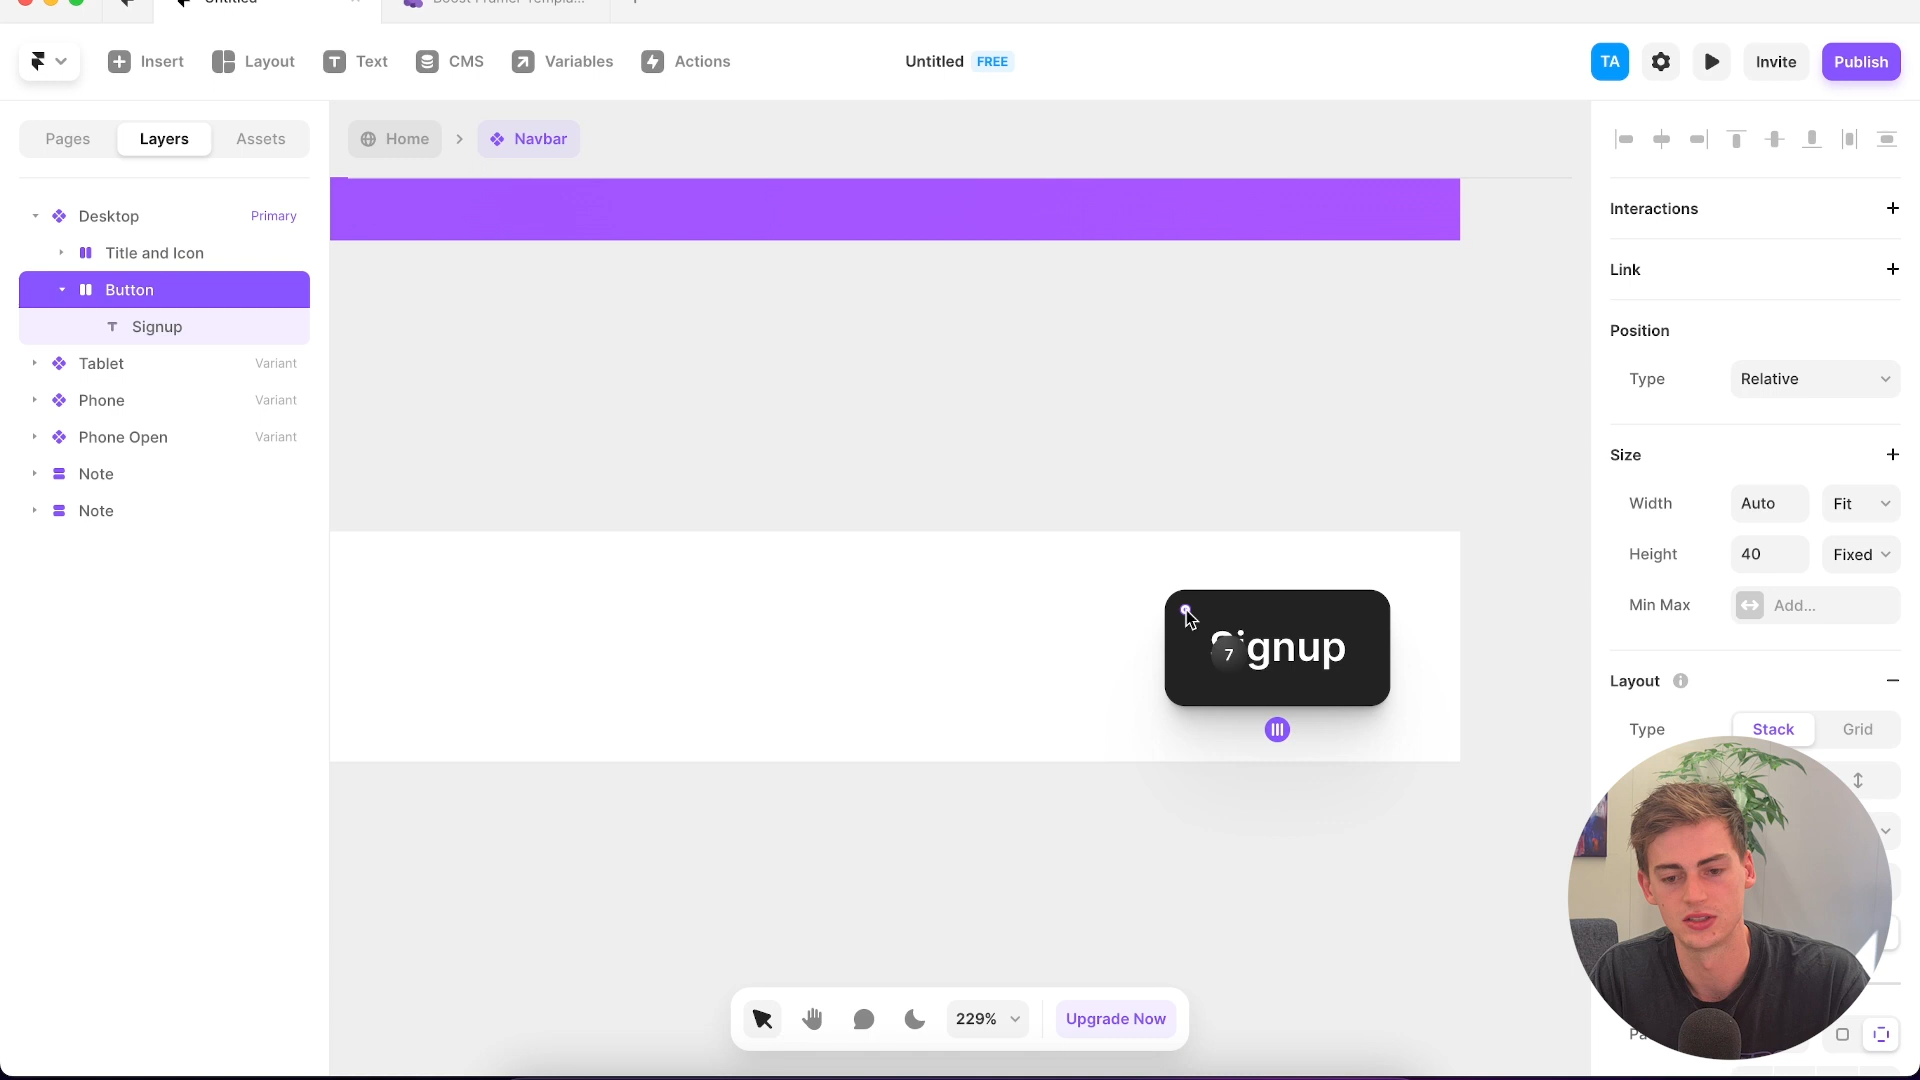 Insert
Layout
Text
CMS
Variables
Actions
Untitled FREE
TA
Invite
Publish
Pages
Layers
Assets
Home
Navbar
Desktop
Primary
Title and Icon
Button
Signup
Tablet
Variant
Phone
Variant
Phone Open
Variant
Note
Note
Signup
7
229%
Upgrade Now
Interactions
Link
Position
Type
Relative
Size
Width
Auto
Fit
Height
40
Fixed
Min Max
Add...
Layout
Type
Stack
Grid